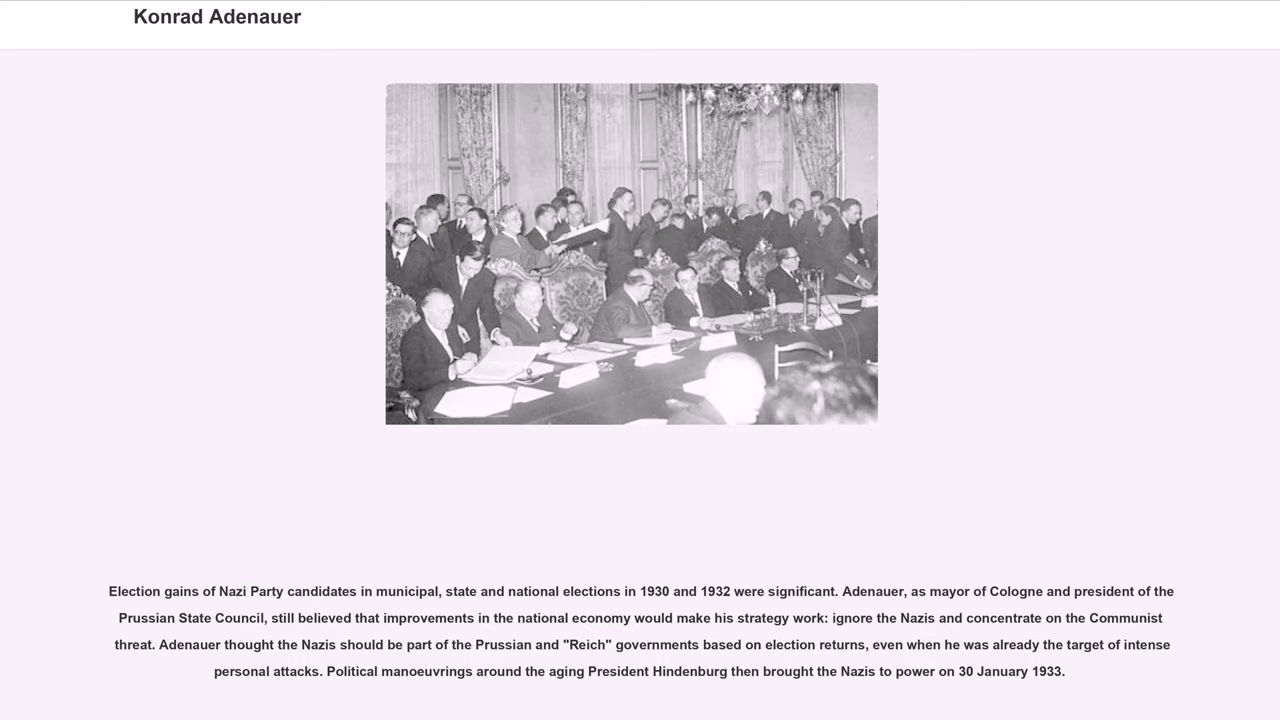 Konrad Adenauer
Election gains of Nazi Party candidates in municipal, state and national elections in 1930 and 1932 were significant. Adenauer, as mayor of Cologne and president of the
Prussian State Council, still believed that improvements in the national economy would make his strategy work: ignore the Nazis and concentrate on the Communist
threat. Adenauer thought the Nazis should be part of the Prussian and "Reich" governments based on election returns, even when he was already the target of intense
personal attacks. Political manoeuvrings around the aging President Hindenburg then brought the Nazis to power on 30 January 1933.